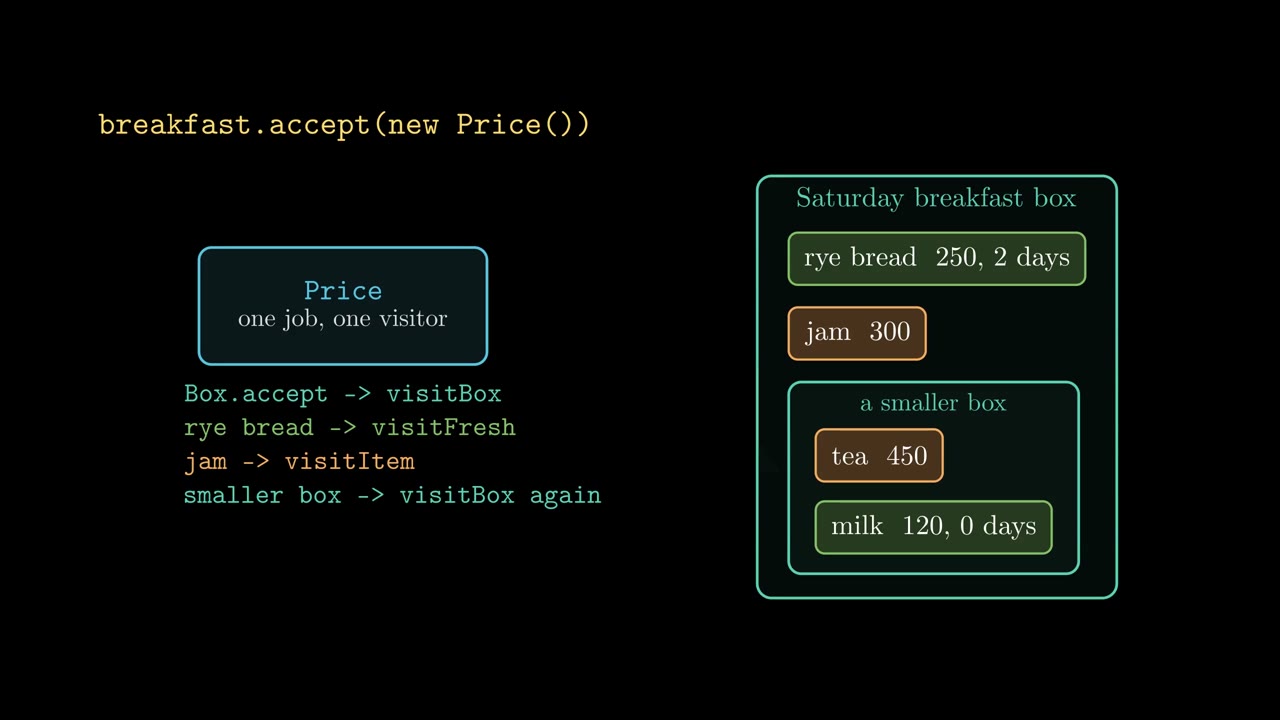 breakfast.accept(new Price())
Price
one job, one visitor
Box.accept -> visitBox
rye bread -> visitFresh
jam -> visitItem
smaller box -> visitBox again
Saturday breakfast box
rye bread 250, 2 days
jam 300
a smaller box
tea 450
milk 120, 0 days